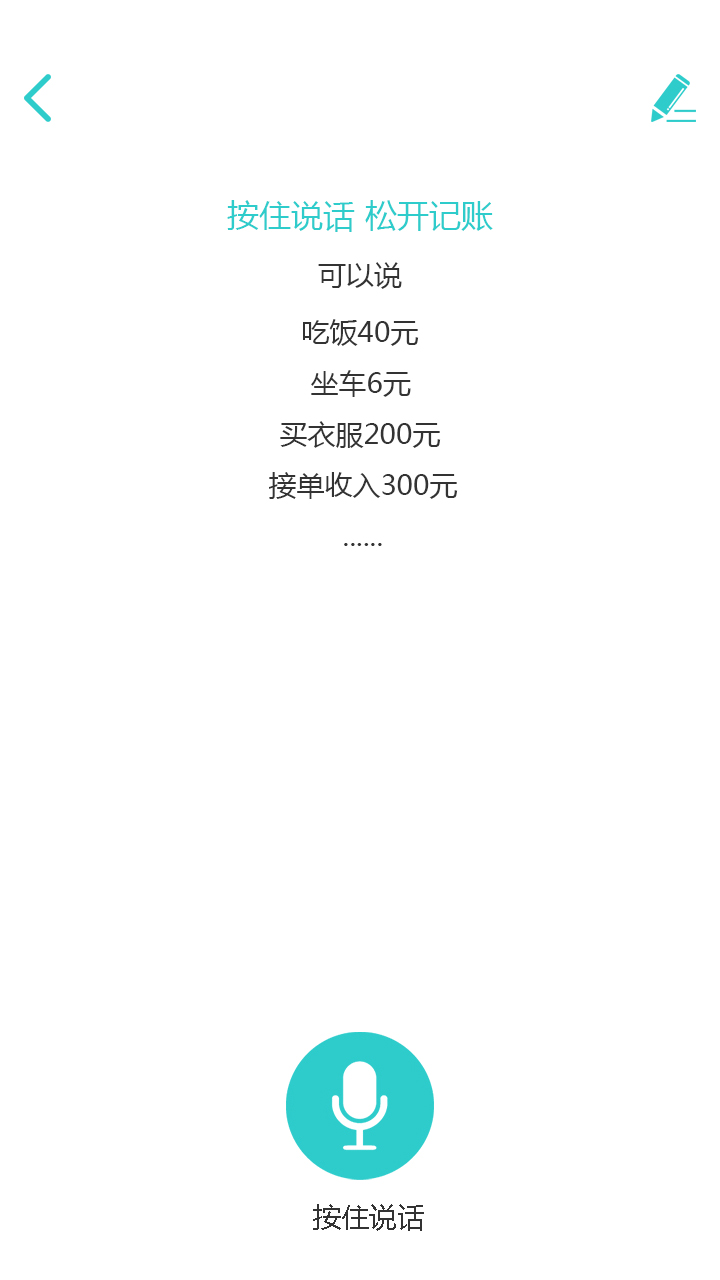 按住说话 松开记账
可以说
吃饭40元
坐车6元
买衣服200元
接单收入300元
......
按住说话